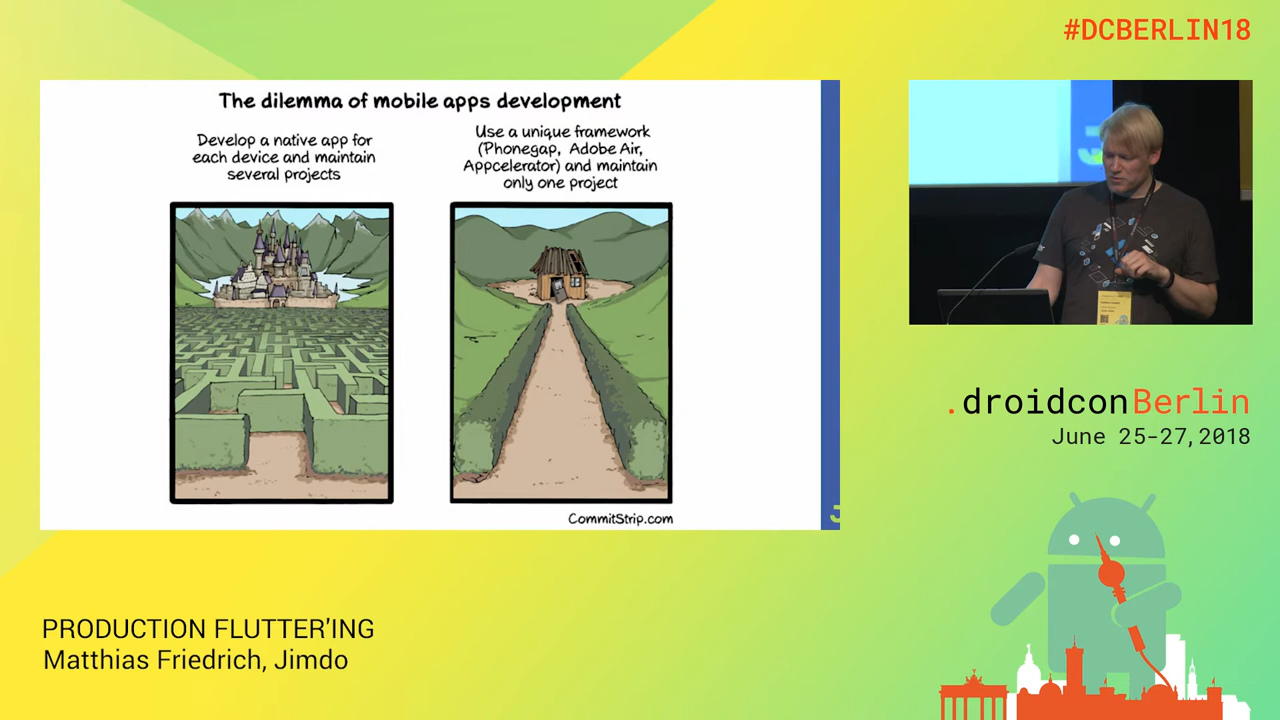 #DCBERLIN18
The dilemma of mobile apps development
Develop a native app for
each device and maintain
several projects
Use a unique framework
(Phonegap, Adobe Air,
Appcelerator) and maintain
only one project
CommitStrip.com
.droidconBerlin
June 25-27, 2018
PRODUCTION FLUTTER'ING
Matthias Friedrich, Jimdo